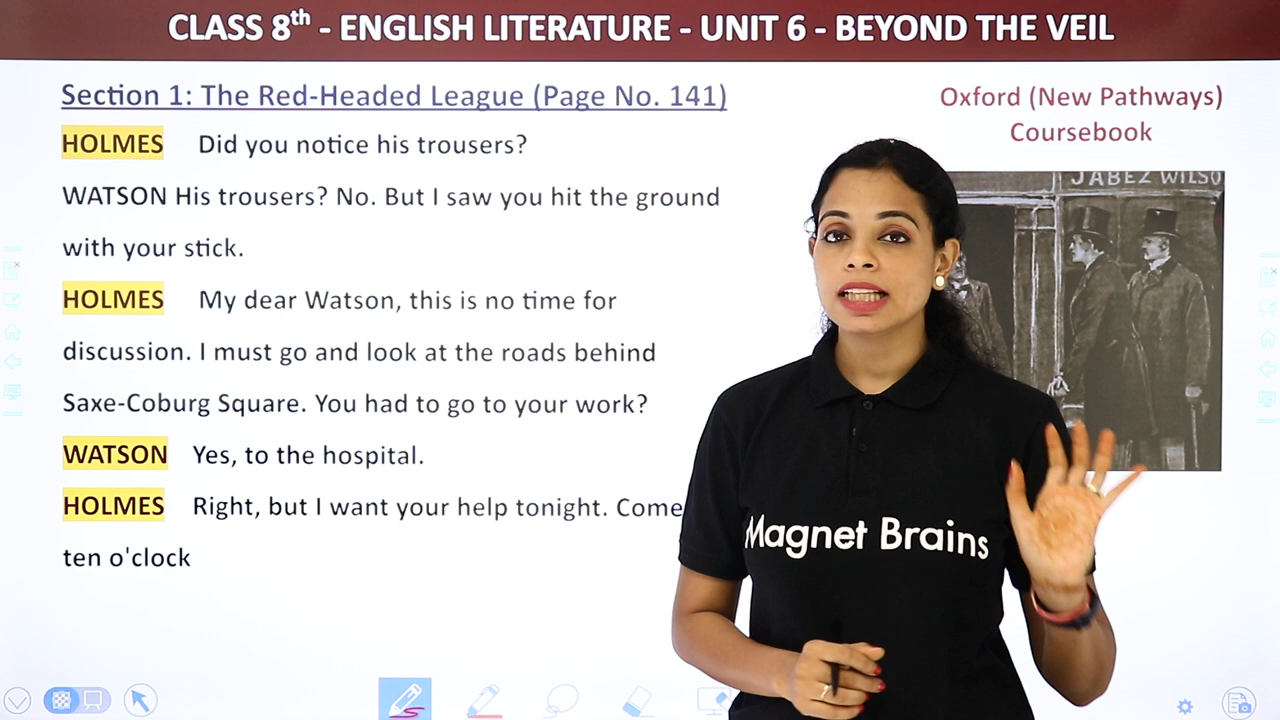 CLASS 8th - ENGLISH LITERATURE - UNIT 6 - BEYOND THE VEIL
Section 1: The Red-Headed League (Page No. 141)
Oxford (New Pathways)
Coursebook
HOLMES Did you notice his trousers?
WATSON His trousers? No. But I saw you hit the ground
with your stick.
HOLMES My dear Watson, this is no time for
discussion. I must go and look at the roads behind
Saxe-Coburg Square. You had to go to your work?
WATSON Yes, to the hospital.
HOLMES Right, but I want your help tonight. Come
ten o'clock
JABEZ WILSO
Magnet Brains